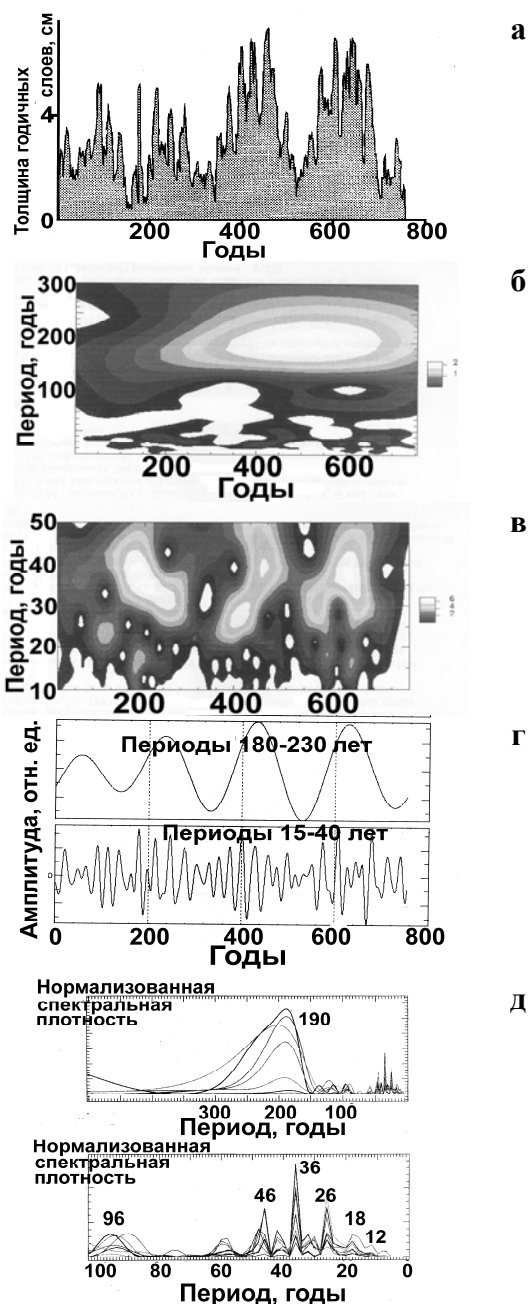 а
Толщина годичных
слоев, см
4
0
200 400 600 800
Годы
б
Период, годы
300
200
100
200 400 600
Годы
в
Период, годы
50
40
30
20
10
200 400 600
г
Амплитуда, отн. ед.
Периоды 180-230 лет
Периоды 15-40 лет
0 200 400 600 800
Годы
д
Нормализованная
спектральная
плотность
190
300 200 100
Период, годы
Нормализованная
спектральная
плотность
36
46 26
96 18
12
100 80 60 40 20 0
Период, годы